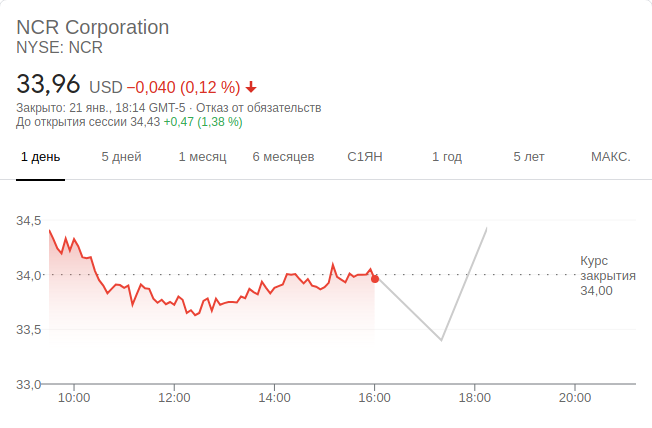 NCR Corporation
NYSE: NCR
33,96 USD −0,040 (0,12 %)
Закрыто: 21 янв., 18:14 GMT-5 · Отказ от обязательств
До открытия сессии 34,43 +0,47 (1,38 %)
1 день 5 дней 1 месяц 6 месяцев С1ЯН 1 год 5 лет МАКС.
34,5
34,0
33,5
33,0
Курс
закрытия
34,00
10:00 12:00 14:00 16:00 18:00 20:00